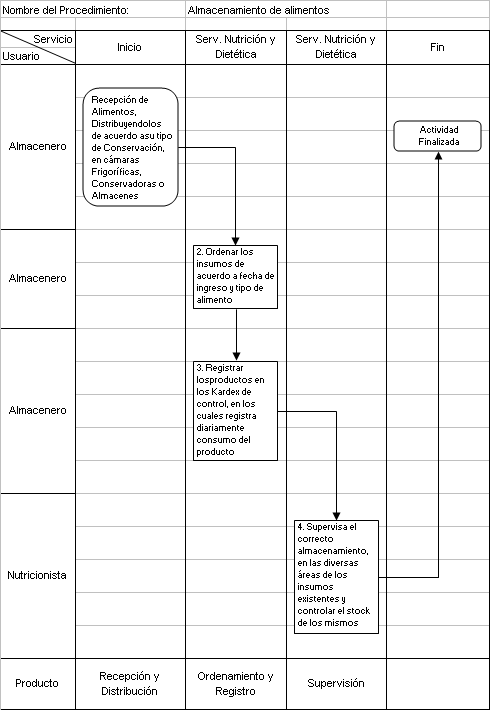 Nombre del Procedimiento: Almacenamiento de alimentos
Servicio
Usuario
Inicio
Serv. Nutrición y
Dietética
Serv. Nutrición y
Dietética
Fin
Almacenero
Recepción de
Alimentos,
Distribuyendolos
de acuerdo asu tipo
de Conservación,
en cámaras
Frigoríficas,
Conservadoras o
Almacenes
Actividad
Finalizada
Almacenero
2. Ordenar los
insumos de
acuerdo a fecha de
ingreso y tipo de
alimento
Almacenero
3. Registrar
losproductos en
los Kardex de
control, en los
cuales registra
diariamente
consumo del
producto
Nutricionista
4. Supervisa el
correcto
almacenamiento,
en las diversas
áreas de los
insumos
existentes y
controlar el stock
de los mismos
Producto
Recepción y
Distribución
Ordenamiento y
Registro
Supervisión